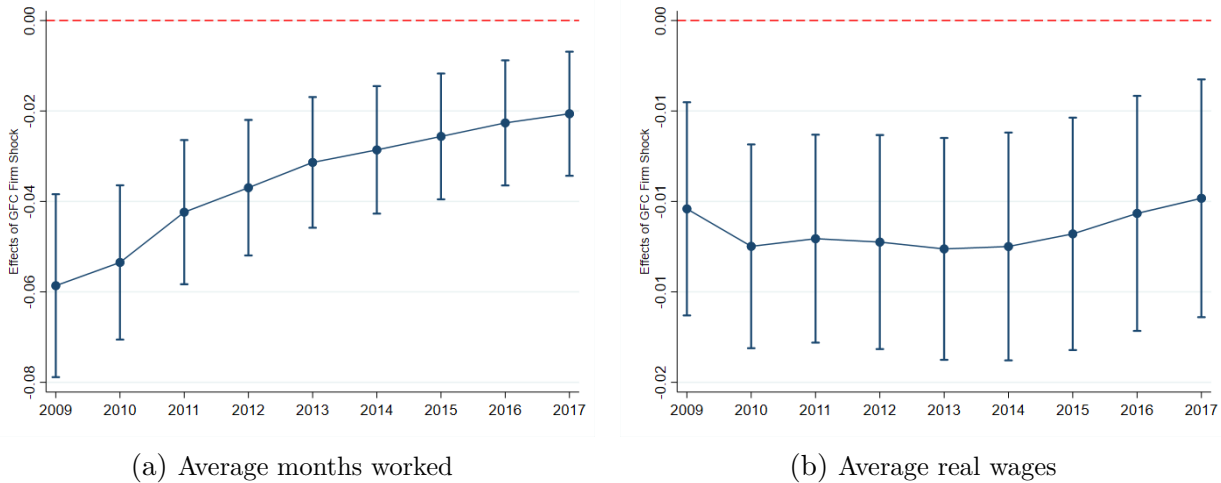 0.00
-0.02
-0.04
-0.06
-0.08
Effects of GFC Firm Shock
2009 2010 2011 2012 2013 2014 2015 2016 2017
(a) Average months worked
0.00
-0.01
-0.01
-0.01
-0.02
Effects of GFC Firm Shock
2009 2010 2011 2012 2013 2014 2015 2016 2017
(b) Average real wages